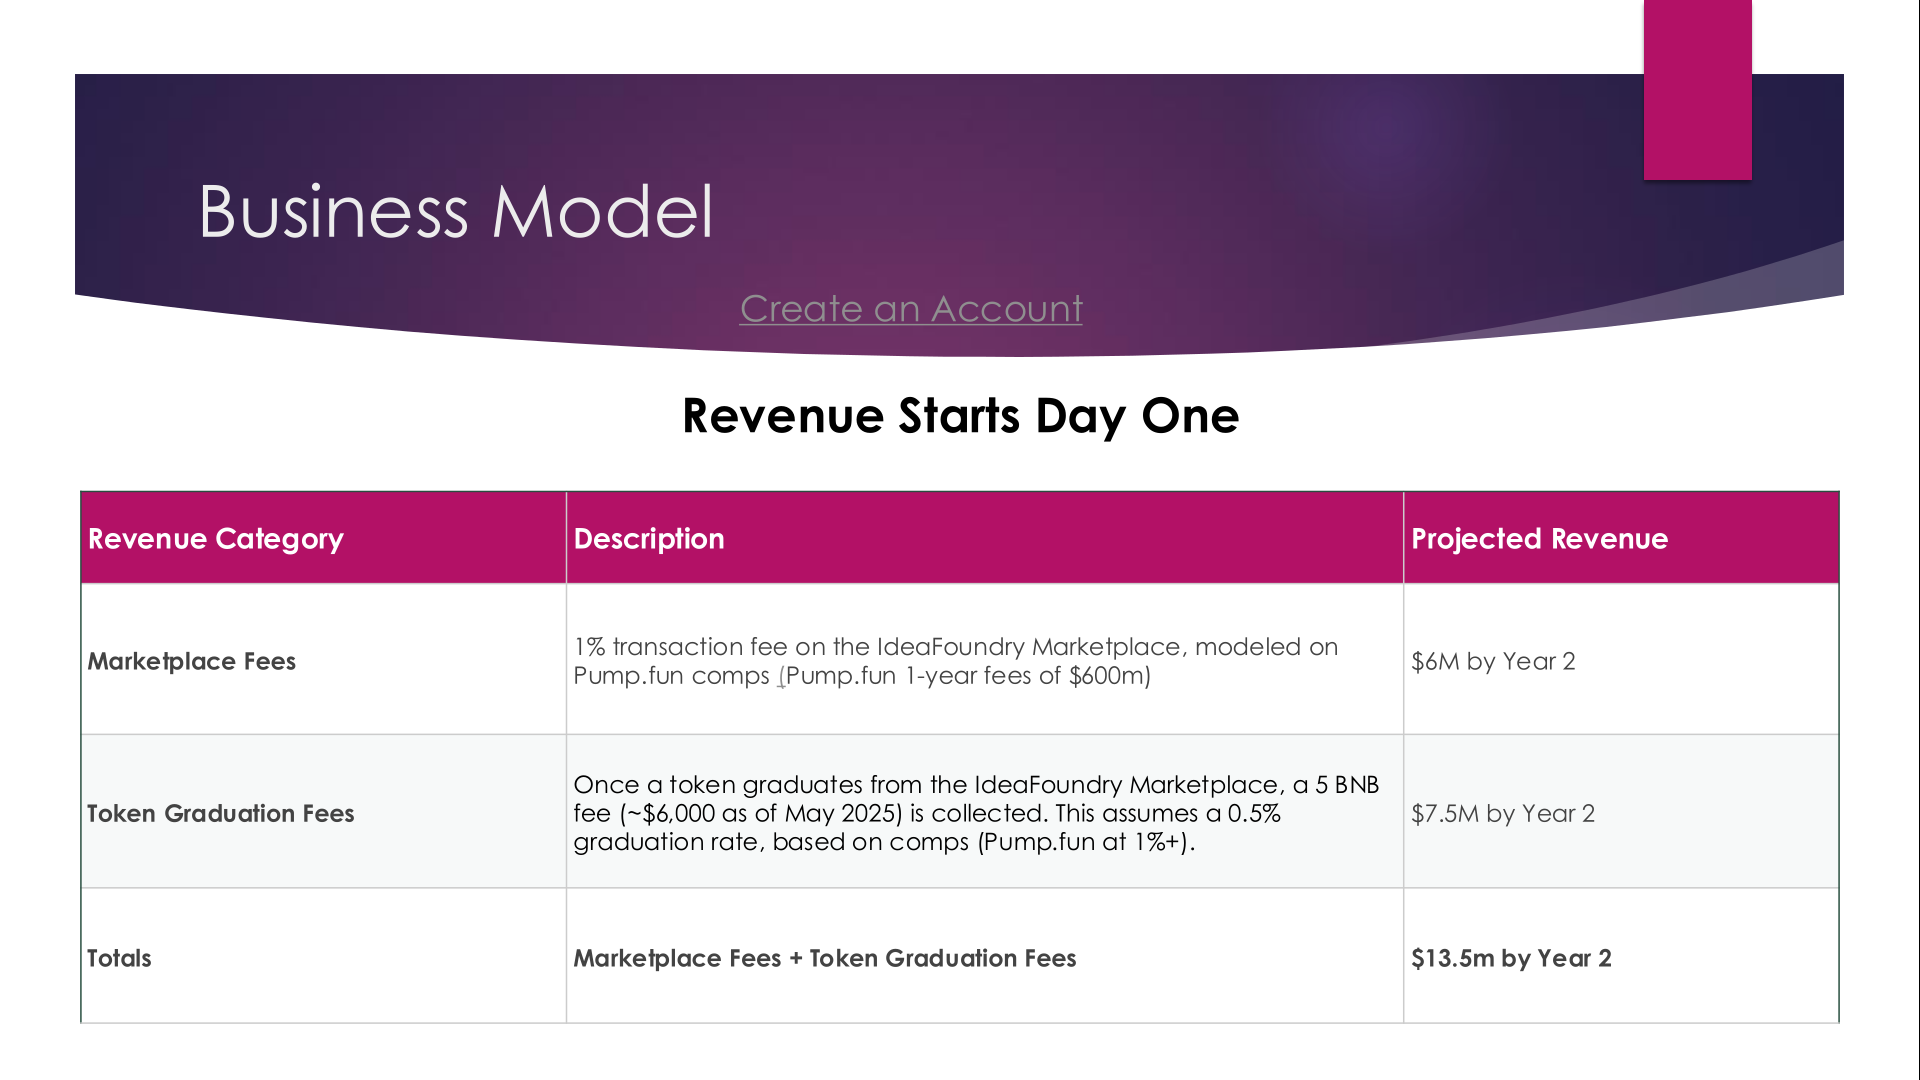 Business Model
Create an Account
Revenue Starts Day One
Revenue Category
Description
Projected Revenue
Marketplace Fees
1% transaction fee on the IdeaFoundry Marketplace, modeled on
Pump.fun comps (Pump.fun 1-year fees of $600m)
$6M by Year 2
Token Graduation Fees
Once a token graduates from the IdeaFoundry Marketplace, a 5 BNB
fee (~$6,000 as of May 2025) is collected. This assumes a 0.5%
graduation rate, based on comps (Pump.fun at 1%+).
$7.5M by Year 2
Totals
Marketplace Fees + Token Graduation Fees
$13.5m by Year 2